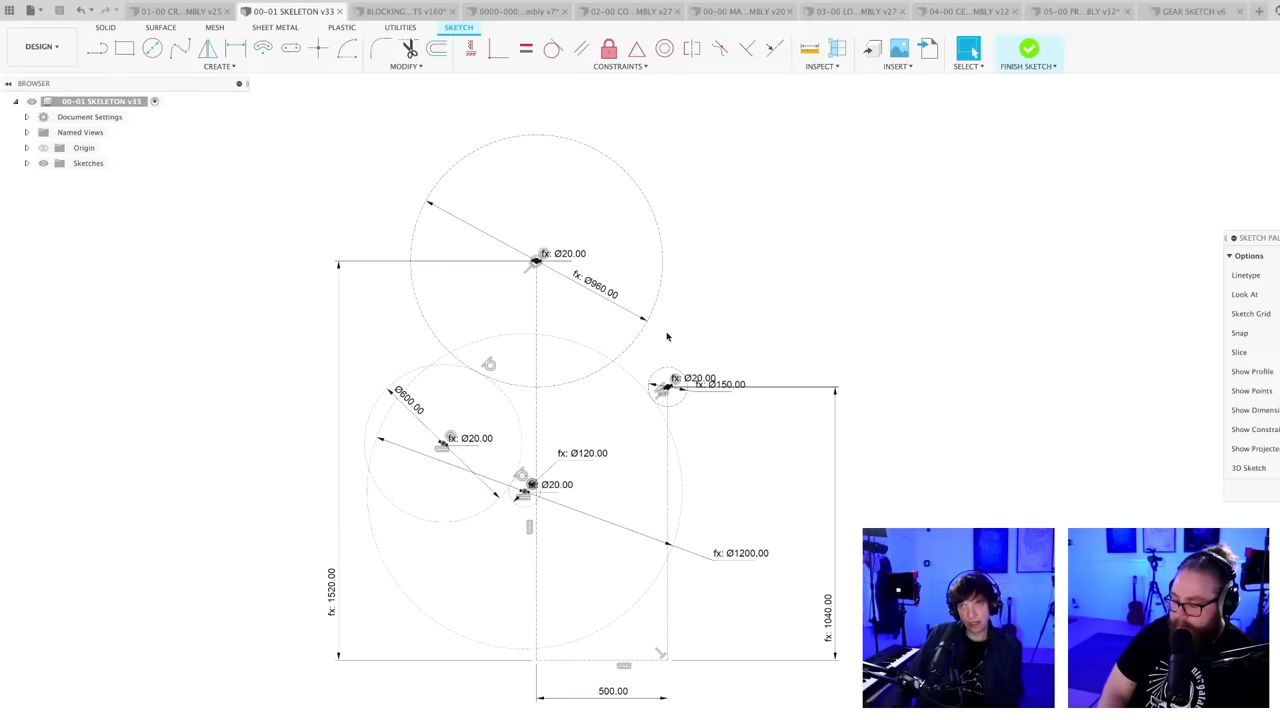 01-00 CR...MBLY v25
00-01 SKELETON v33
BLOCKING...TS v160*
0000-000...mbly v7*
02-00 CO...MBLY v27
00-00 MA...MBLY v20
03-00 LO...MBLY v27
04-00 GE...MBLY v12
05-00 PR...BLY v12*
GEAR SKETCH v6
SOLID
SURFACE
MESH
SHEET METAL
PLASTIC
UTILITIES
SKETCH
DESIGN
CREATE
MODIFY
CONSTRAINTS
INSPECT
INSERT
SELECT
FINISH SKETCH
BROWSER
00-01 SKELETON v33
Document Settings
Named Views
Origin
Sketches
fx: Ø20.00
fx: Ø960.00
fx: Ø20.00
fx: Ø150.00
Ø600.00
fx: Ø20.00
fx: Ø120.00
Ø20.00
fx: Ø1200.00
fx: 1520.00
fx: 1040.00
500.00
SKETCH PAL
Options
Linetype
Look At
Sketch Grid
Snap
Slice
Show Profile
Show Points
Show Dimensi
Show Constrai
Show Projecte
3D Sketch